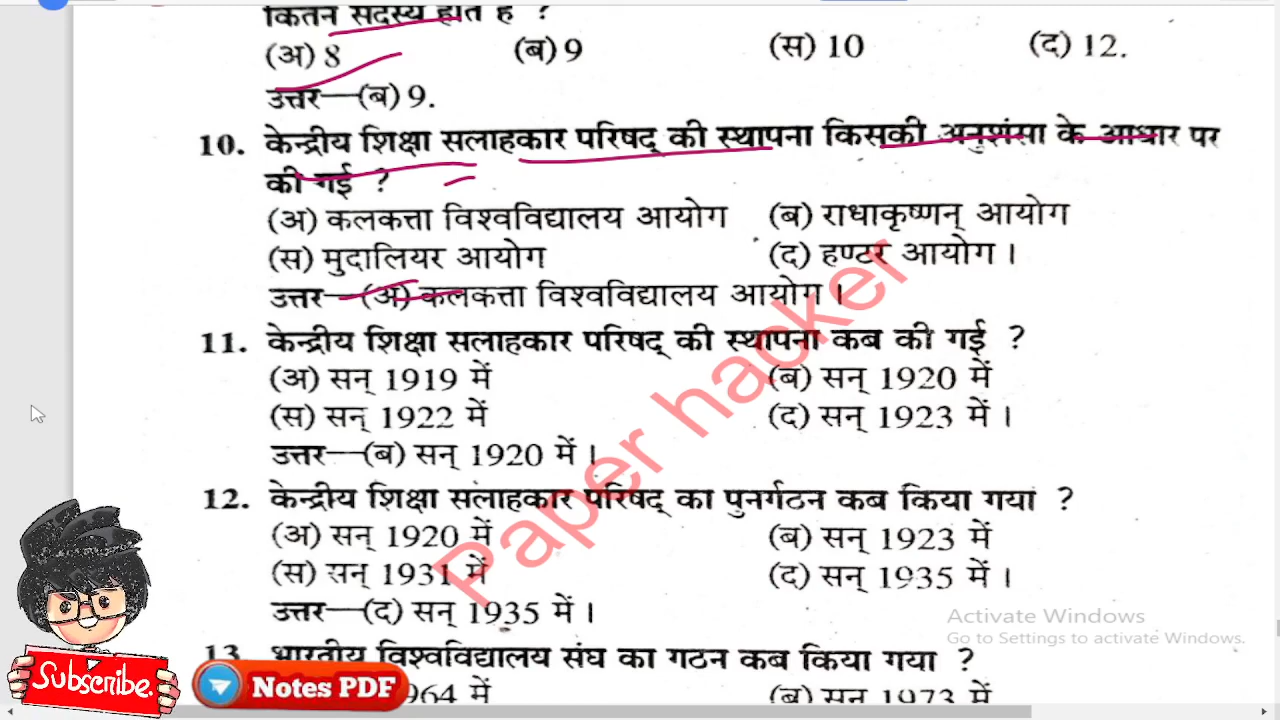 कितने सदस्य होते हैं ?
(अ) 8 (ब) 9 (स) 10 (द) 12.
उत्तर—(ब) 9.
10. केन्द्रीय शिक्षा सलाहकार परिषद् की स्थापना किसकी अनुशंसा के आधार पर
की गई ?
(अ) कलकत्ता विश्वविद्यालय आयोग (ब) राधाकृष्णन् आयोग
(स) मुदालियर आयोग (द) हण्टर आयोग ।
उत्तर—(अ) कलकत्ता विश्वविद्यालय आयोग ।
11. केन्द्रीय शिक्षा सलाहकार परिषद् की स्थापना कब की गई ?
(अ) सन् 1919 में (ब) सन् 1920 में
(स) सन् 1922 में (द) सन् 1923 में ।
उत्तर—(ब) सन् 1920 में ।
12. केन्द्रीय शिक्षा सलाहकार परिषद् का पुनर्गठन कब किया गया ?
(अ) सन् 1920 में (ब) सन् 1923 में
(स) सन् 1931 में (द) सन् 1935 में ।
उत्तर—(द) सन् 1935 में ।
13. भारतीय विश्वविद्यालय संघ का गठन कब किया गया ?
964 में (ब) सन् 1973 में
Paper hacker
Activate Windows
Go to Settings to activate Windows.
Subscribe.
Notes PDF